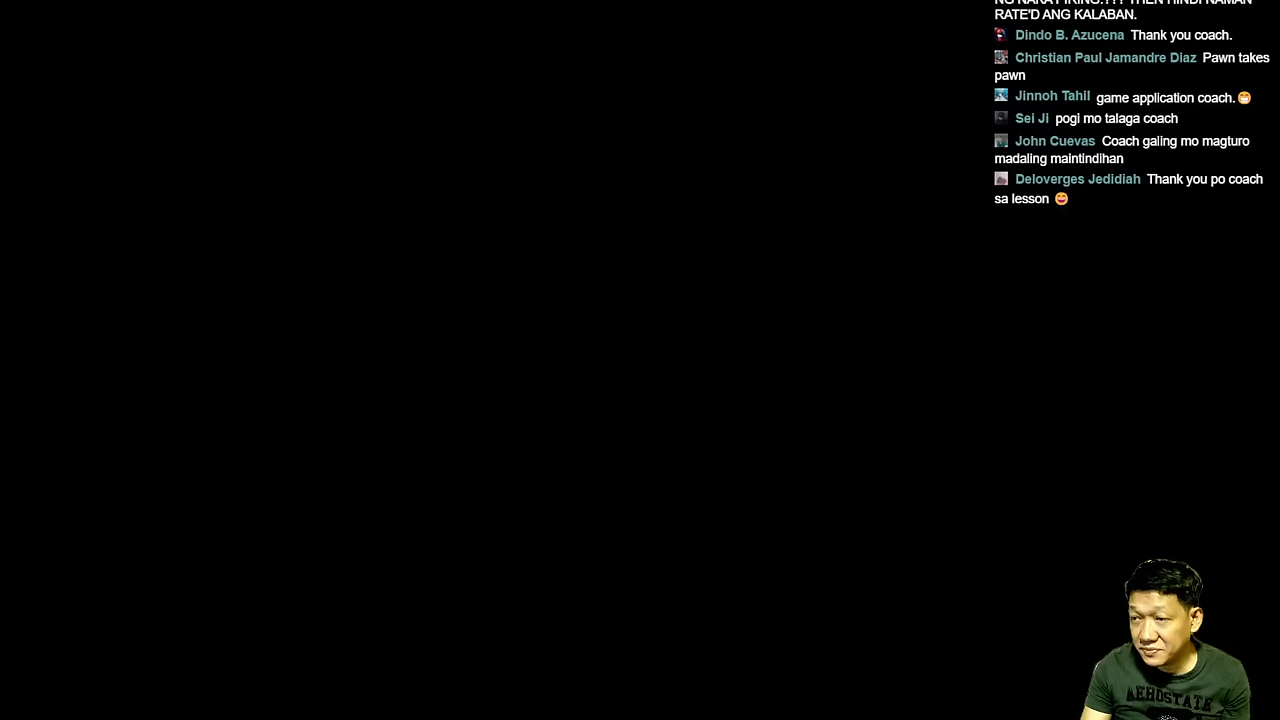 RATE'D ANG KALABAN.
Dindo B. Azucena Thank you coach.
Christian Paul Jamandre Diaz Pawn takes
pawn
Jinnoh Tahil game application coach.😁
Sei Ji pogi mo talaga coach
John Cuevas Coach galing mo magturo
madaling maintindihan
Deloverges Jedidiah Thank you po coach
sa lesson 😄
AEROSTATE